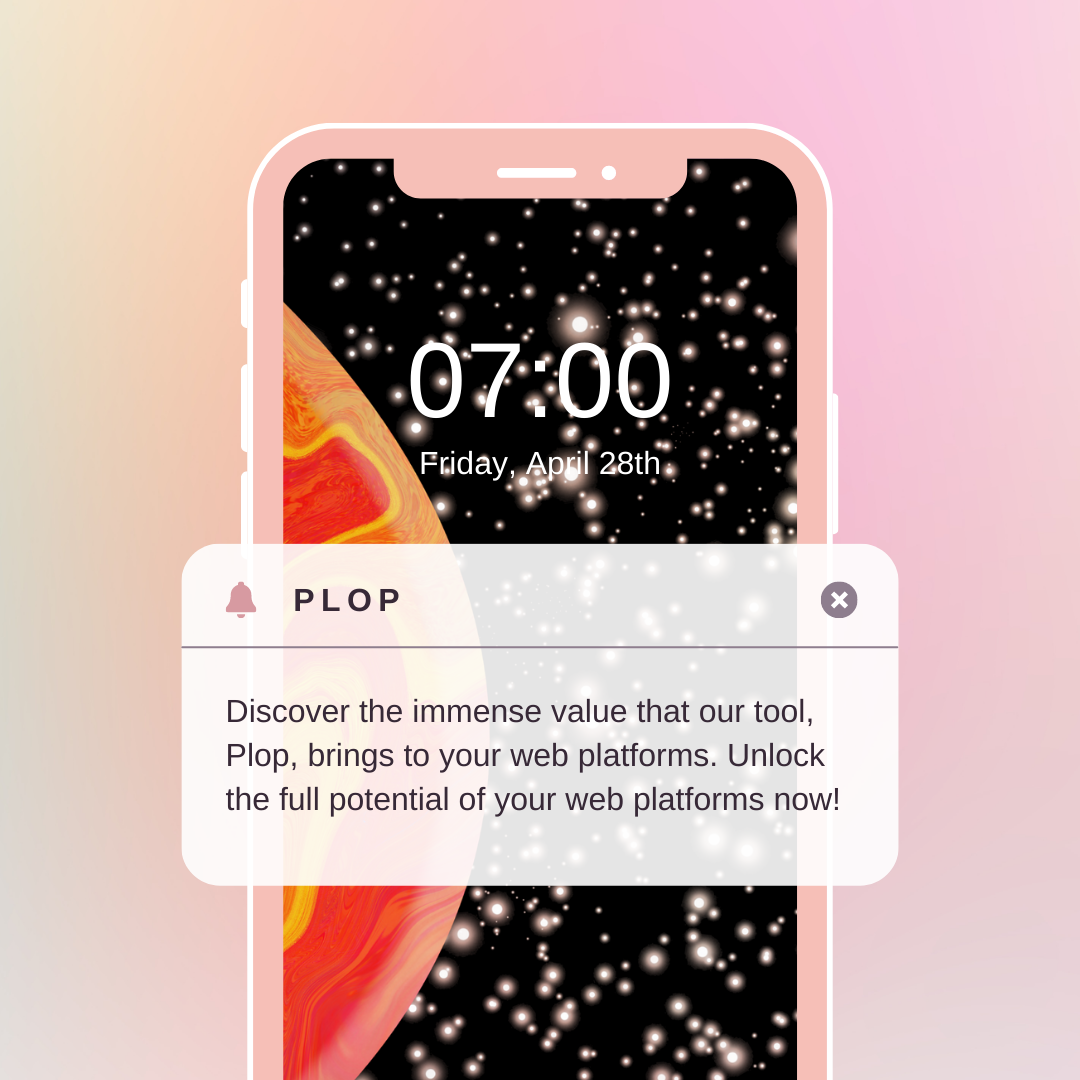 07:00
Friday, April 28th
PLOP
Discover the immense value that our tool,
Plop, brings to your web platforms. Unlock
the full potential of your web platforms now!